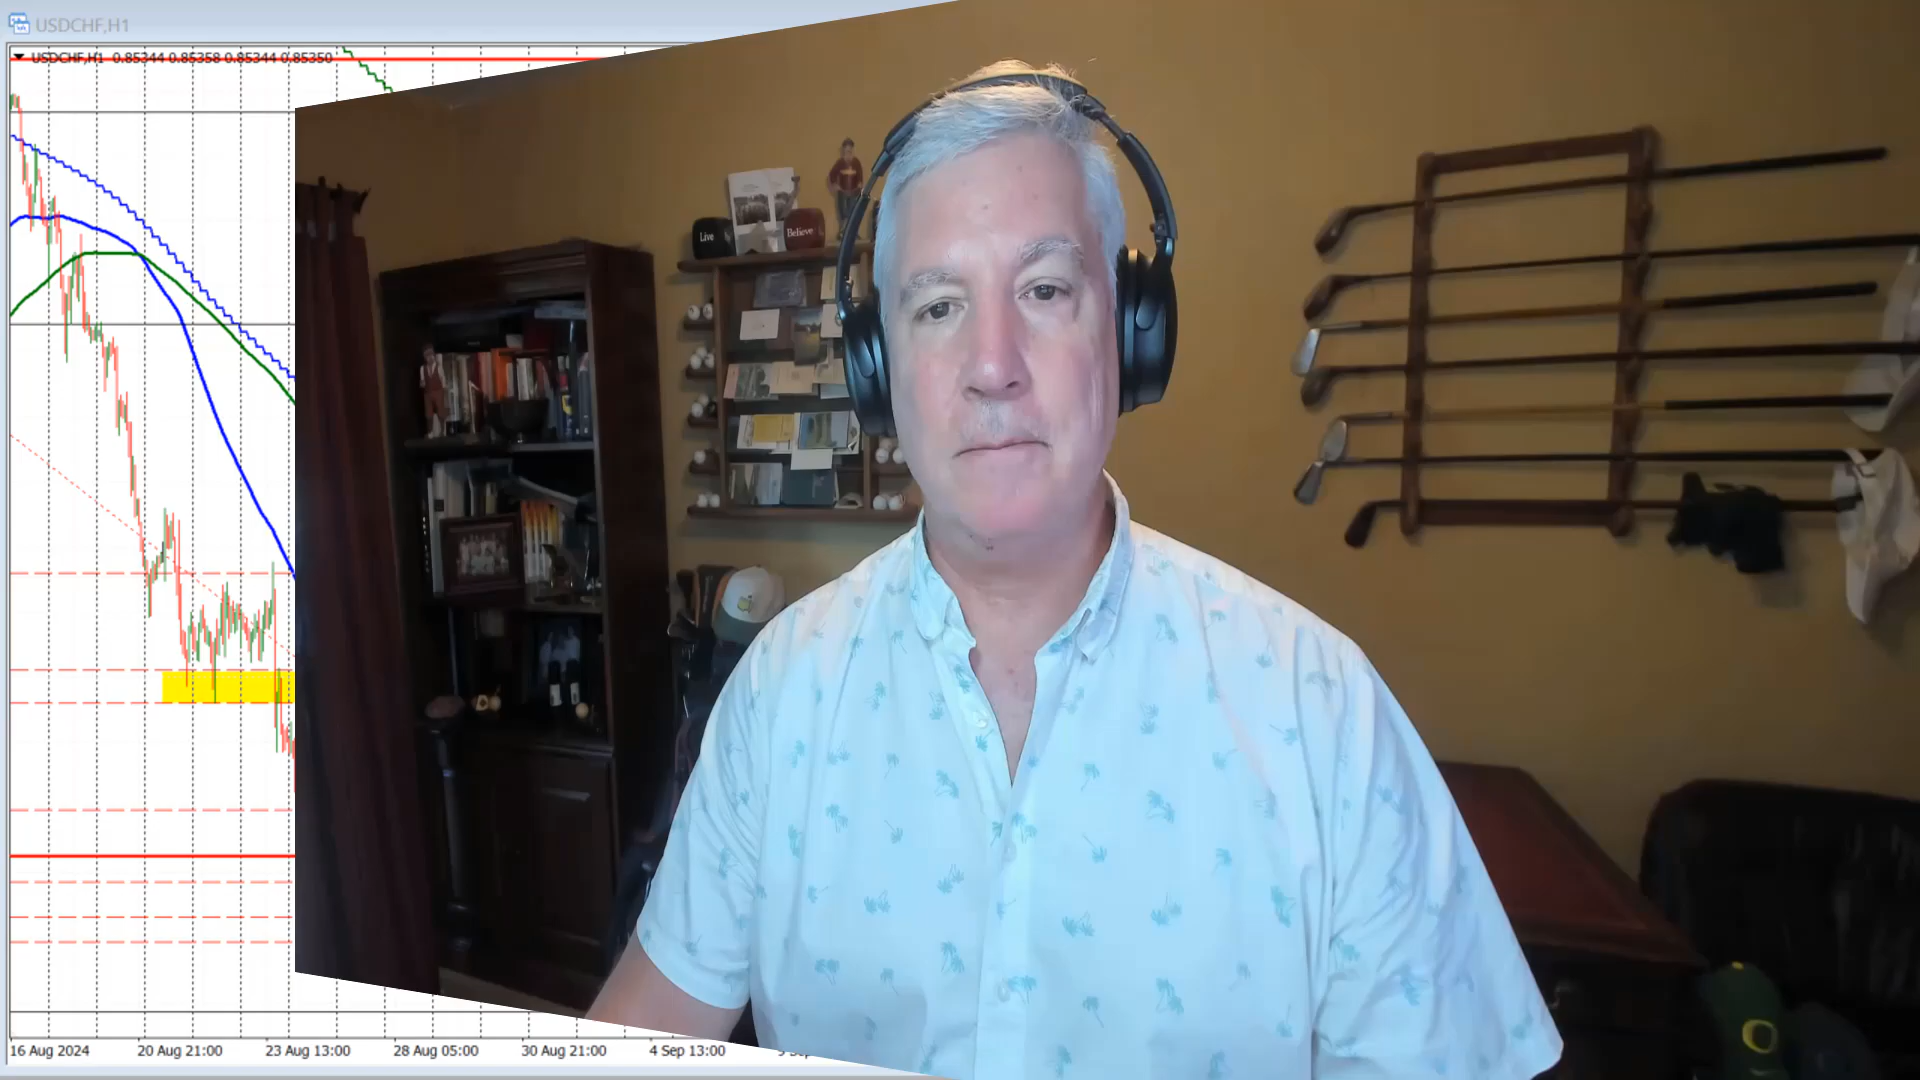 USDCHF,H1
USDCHF,H1 0.85344 0.85358 0.85344 0.85350
Live
Believe
16 Aug 2024
20 Aug 21:00
23 Aug 13:00
28 Aug 05:00
30 Aug 21:00
4 Sep 13:00